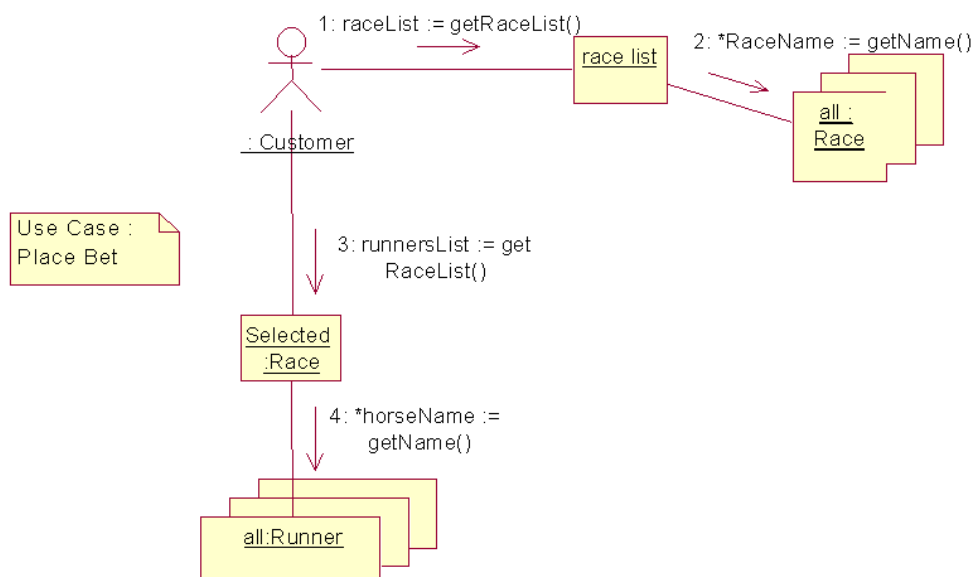 1: raceList := getRaceList()
race list
2: *RaceName := getName()
all :
Race
: Customer
Use Case :
Place Bet
3: runnersList := get
RaceList()
Selected
:Race
4: *horseName :=
getName()
all:Runner